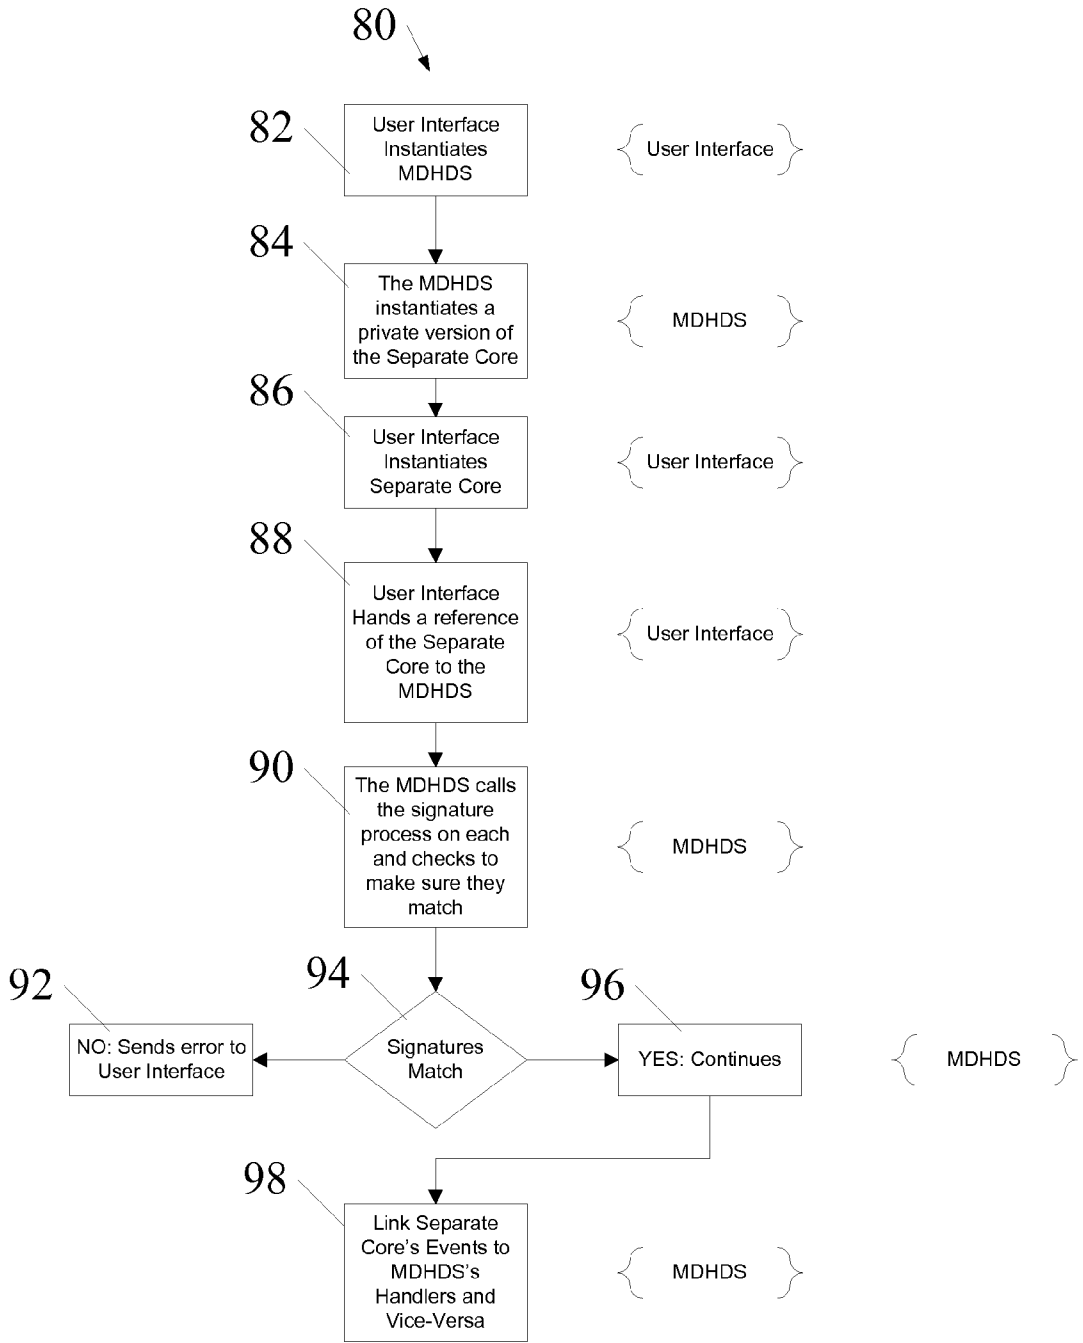 80
82
User Interface
Instantiates
MDHDS
User Interface
84
The MDHDS
instantiates a
private version of
the Separate Core
MDHDS
86
User Interface
Instantiates
Separate Core
User Interface
88
User Interface
Hands a reference
of the Separate
Core to the
MDHDS
User Interface
90
The MDHDS calls
the signature
process on each
and checks to
make sure they
match
MDHDS
92
NO: Sends error to
User Interface
94
Signatures
Match
96
YES: Continues
MDHDS
98
Link Separate
Core's Events to
MDHDS's
Handlers and
Vice-Versa
MDHDS